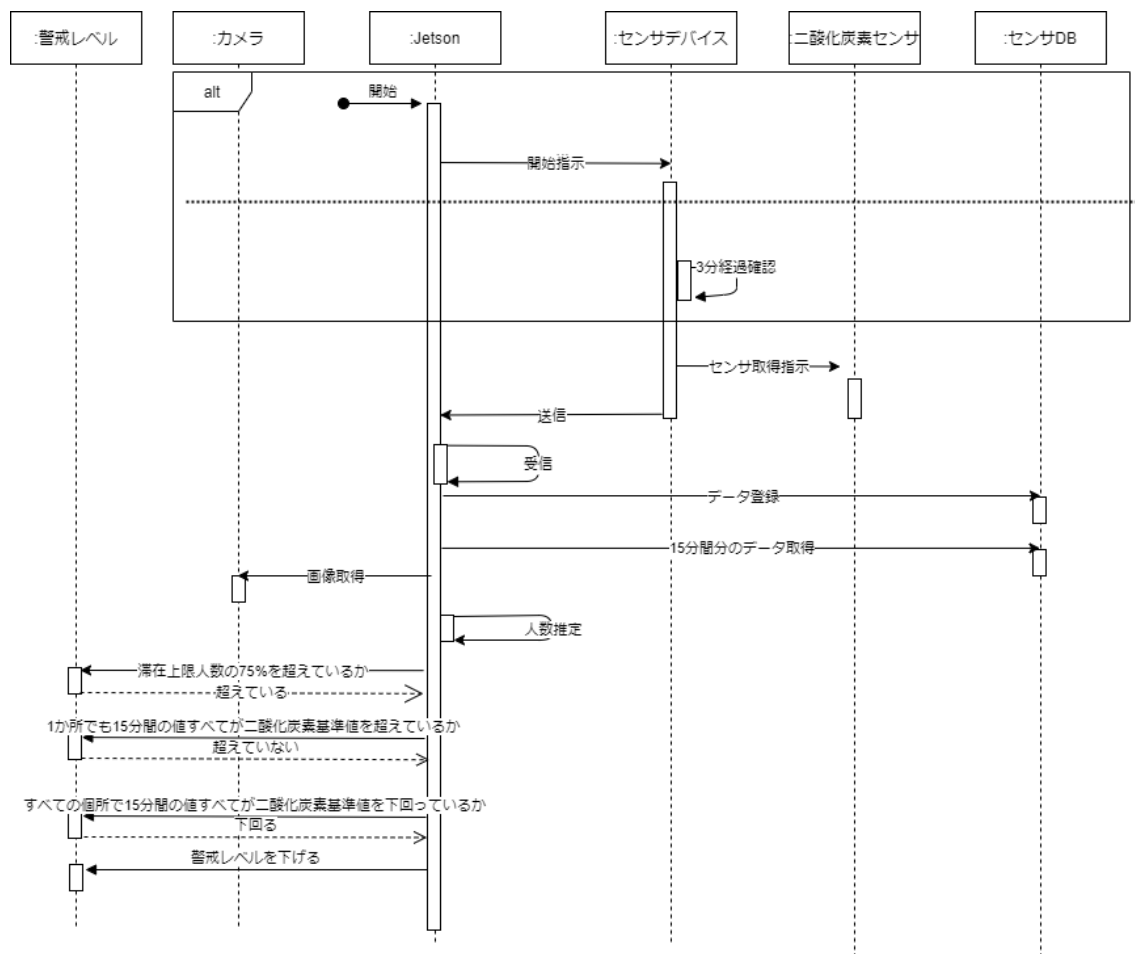 :警戒レベル
:カメラ
:Jetson
:センサデバイス
:二酸化炭素センサ
:センサDB
alt
開始
開始指示
3分経過確認
センサ取得指示
送信
受信
データ登録
15分間分のデータ取得
画像取得
人数推定
滞在上限人数の75%を超えているか
超えている
1か所でも15分間の値すべてが二酸化炭素基準値を超えているか
超えていない
すべての個所で15分間の値すべてが二酸化炭素基準値を下回っているか
下回る
警戒レベルを下げる